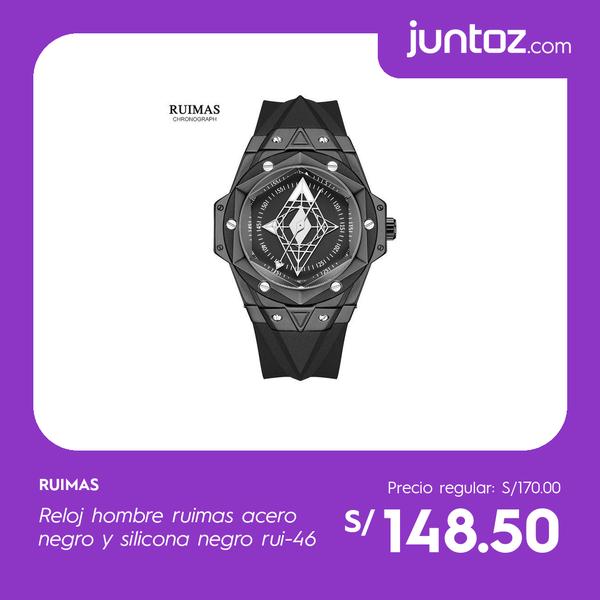 juntoz.com
RUIMAS
CHRONOGRAPH
RUIMAS
Reloj hombre ruimas acero
negro y silicona negro rui-46
Precio regular: S/170.00
S/148.50